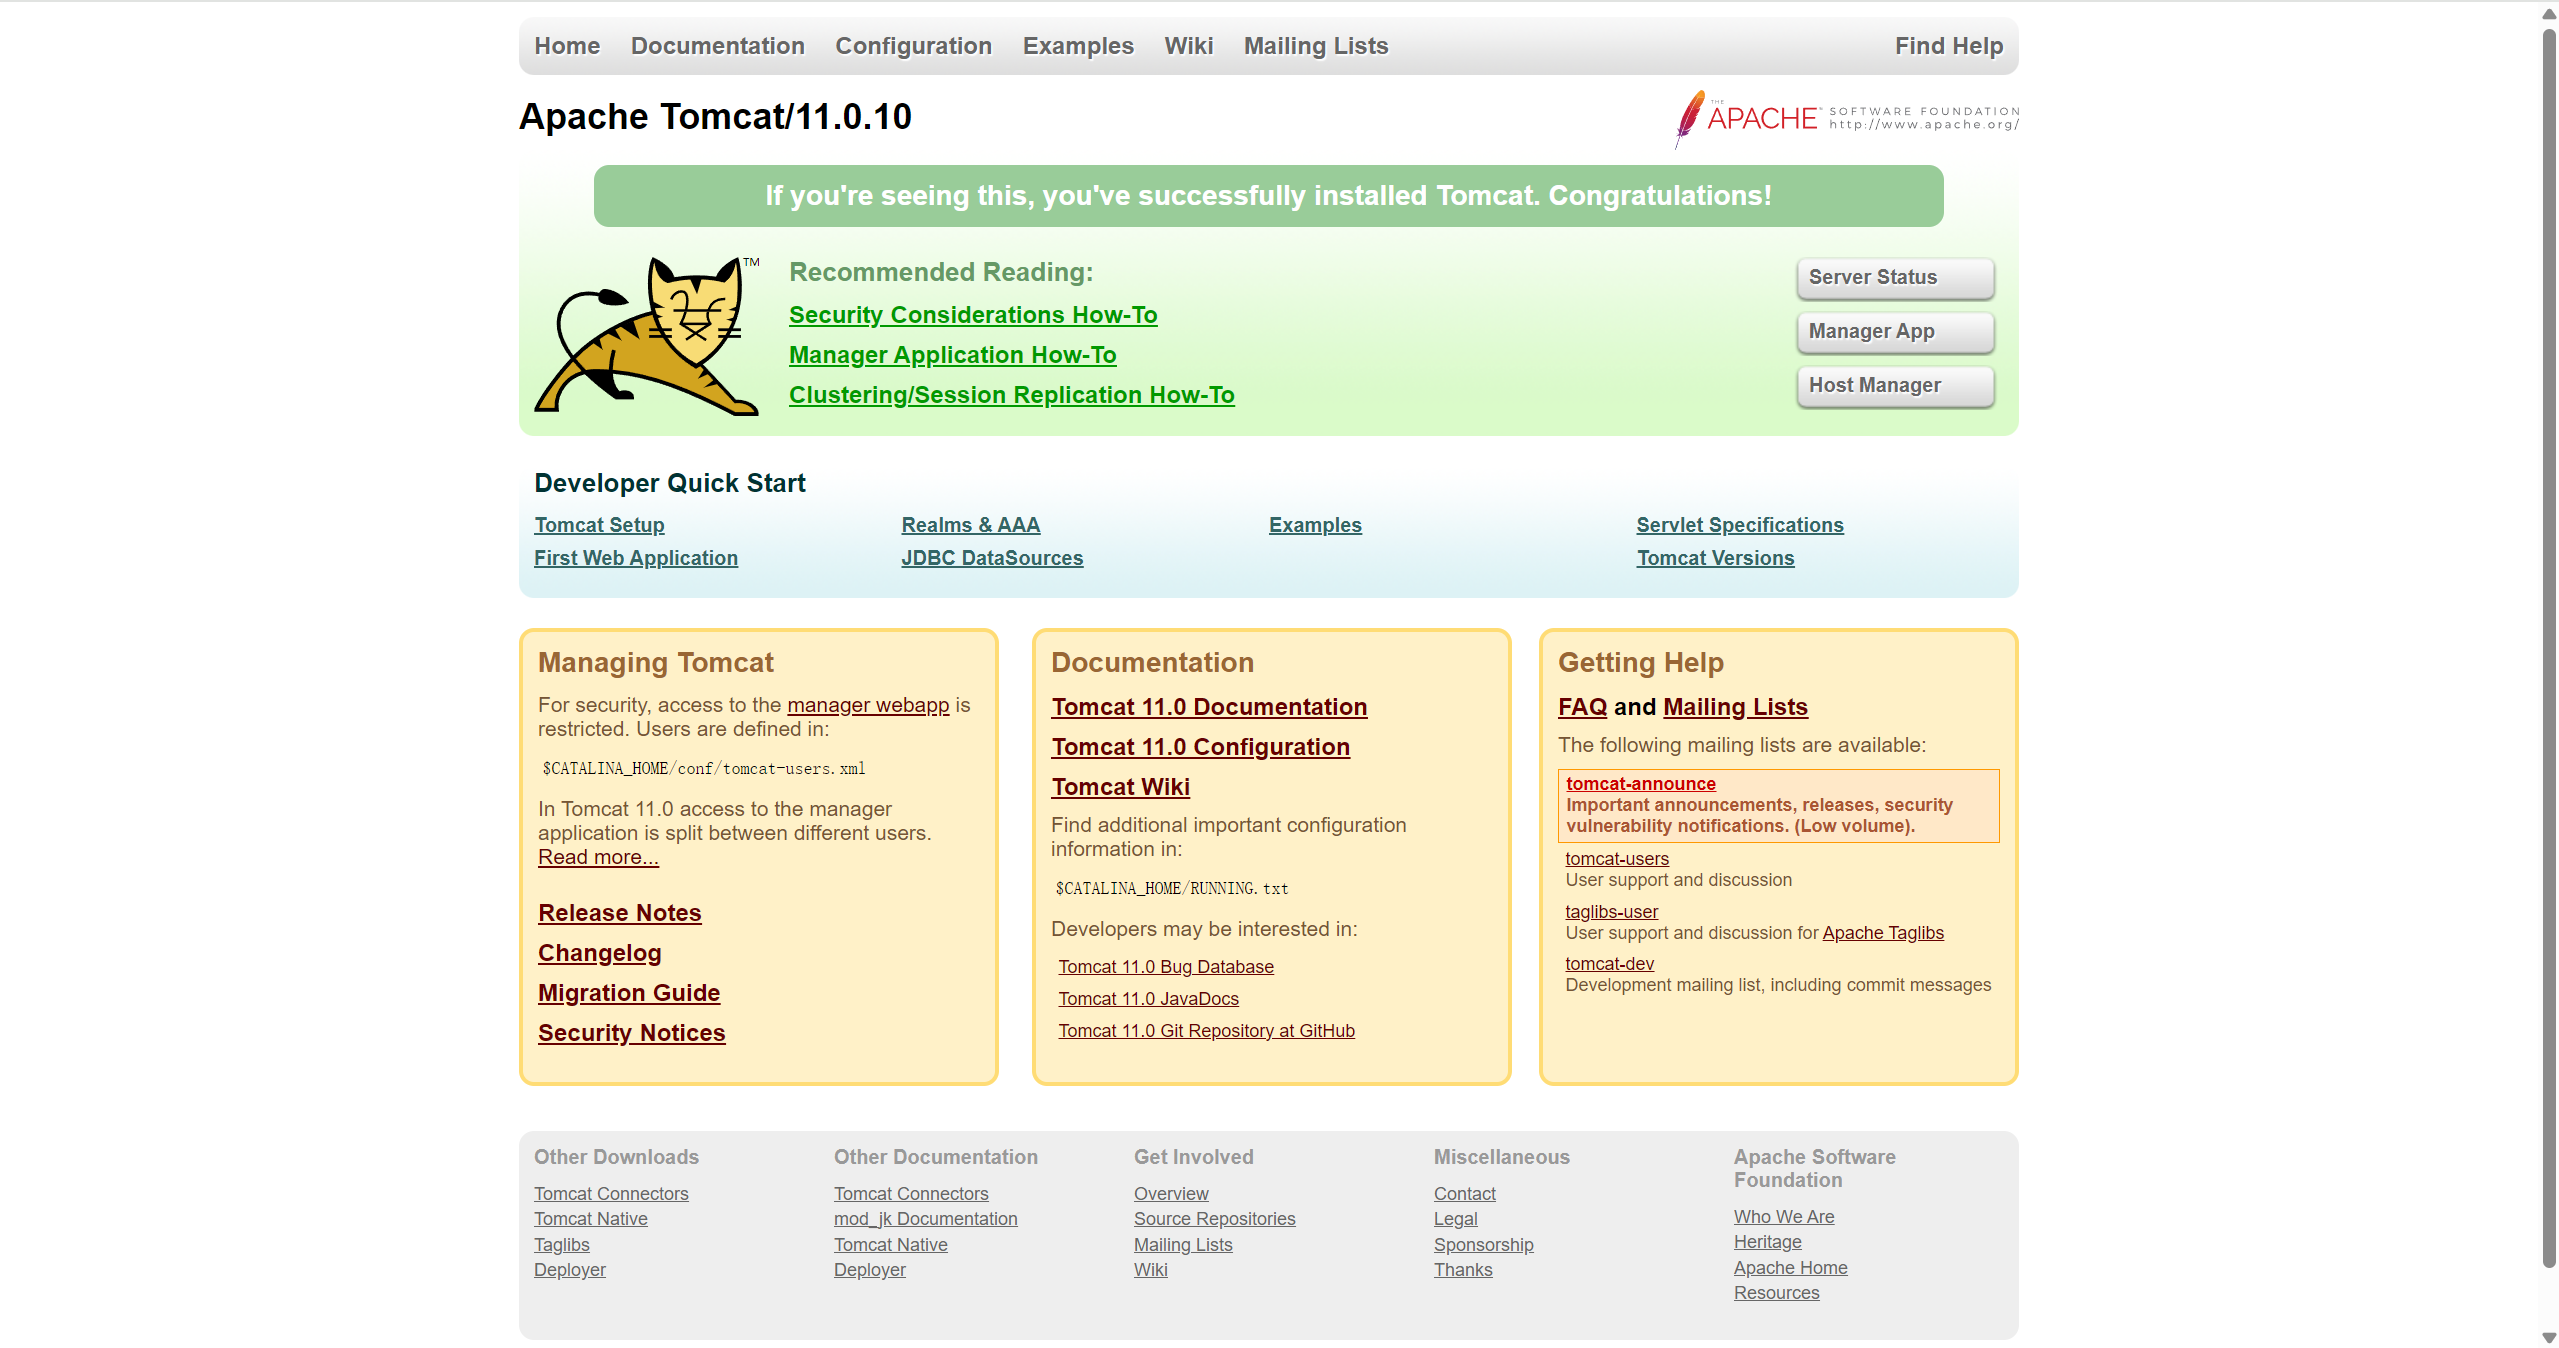 Home Documentation Configuration Examples Wiki Mailing Lists Find Help
Apache Tomcat/11.0.10
THE APACHE™ SOFTWARE FOUNDATION
http://www.apache.org/
If you're seeing this, you've successfully installed Tomcat. Congratulations!
TM
Recommended Reading:
Security Considerations How-To
Manager Application How-To
Clustering/Session Replication How-To
Server Status
Manager App
Host Manager
Developer Quick Start
Tomcat Setup
First Web Application
Realms & AAA
JDBC DataSources
Examples
Servlet Specifications
Tomcat Versions
Managing Tomcat
For security, access to the manager webapp is
restricted. Users are defined in:
$CATALINA_HOME/conf/tomcat-users.xml
In Tomcat 11.0 access to the manager
application is split between different users.
Read more...
Release Notes
Changelog
Migration Guide
Security Notices
Documentation
Tomcat 11.0 Documentation
Tomcat 11.0 Configuration
Tomcat Wiki
Find additional important configuration
information in:
$CATALINA_HOME/RUNNING.txt
Developers may be interested in:
Tomcat 11.0 Bug Database
Tomcat 11.0 JavaDocs
Tomcat 11.0 Git Repository at GitHub
Getting Help
FAQ and Mailing Lists
The following mailing lists are available:
tomcat-announce
Important announcements, releases, security
vulnerability notifications. (Low volume).
tomcat-users
User support and discussion
taglibs-user
User support and discussion for Apache Taglibs
tomcat-dev
Development mailing list, including commit messages
Other Downloads
Tomcat Connectors
Tomcat Native
Taglibs
Deployer
Other Documentation
Tomcat Connectors
mod_jk Documentation
Tomcat Native
Deployer
Get Involved
Overview
Source Repositories
Mailing Lists
Wiki
Miscellaneous
Contact
Legal
Sponsorship
Thanks
Apache Software
Foundation
Who We Are
Heritage
Apache Home
Resources